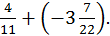 4/11 + (−3 7/22).